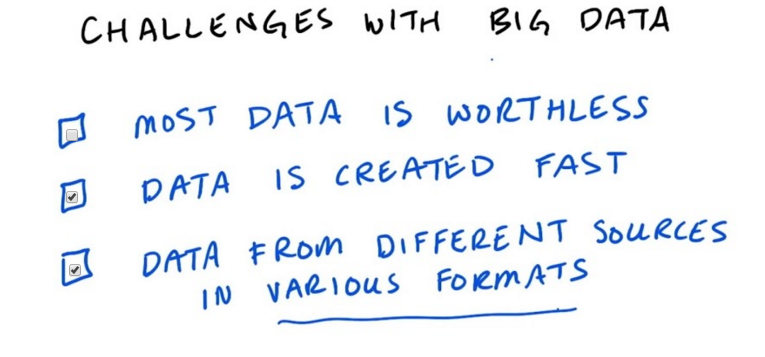 CHALLENGES WITH BIG DATA
MOST DATA IS WORTHLESS
DATA IS CREATED FAST
DATA FROM DIFFERENT SOURCES
IN VARIOUS FORMATS